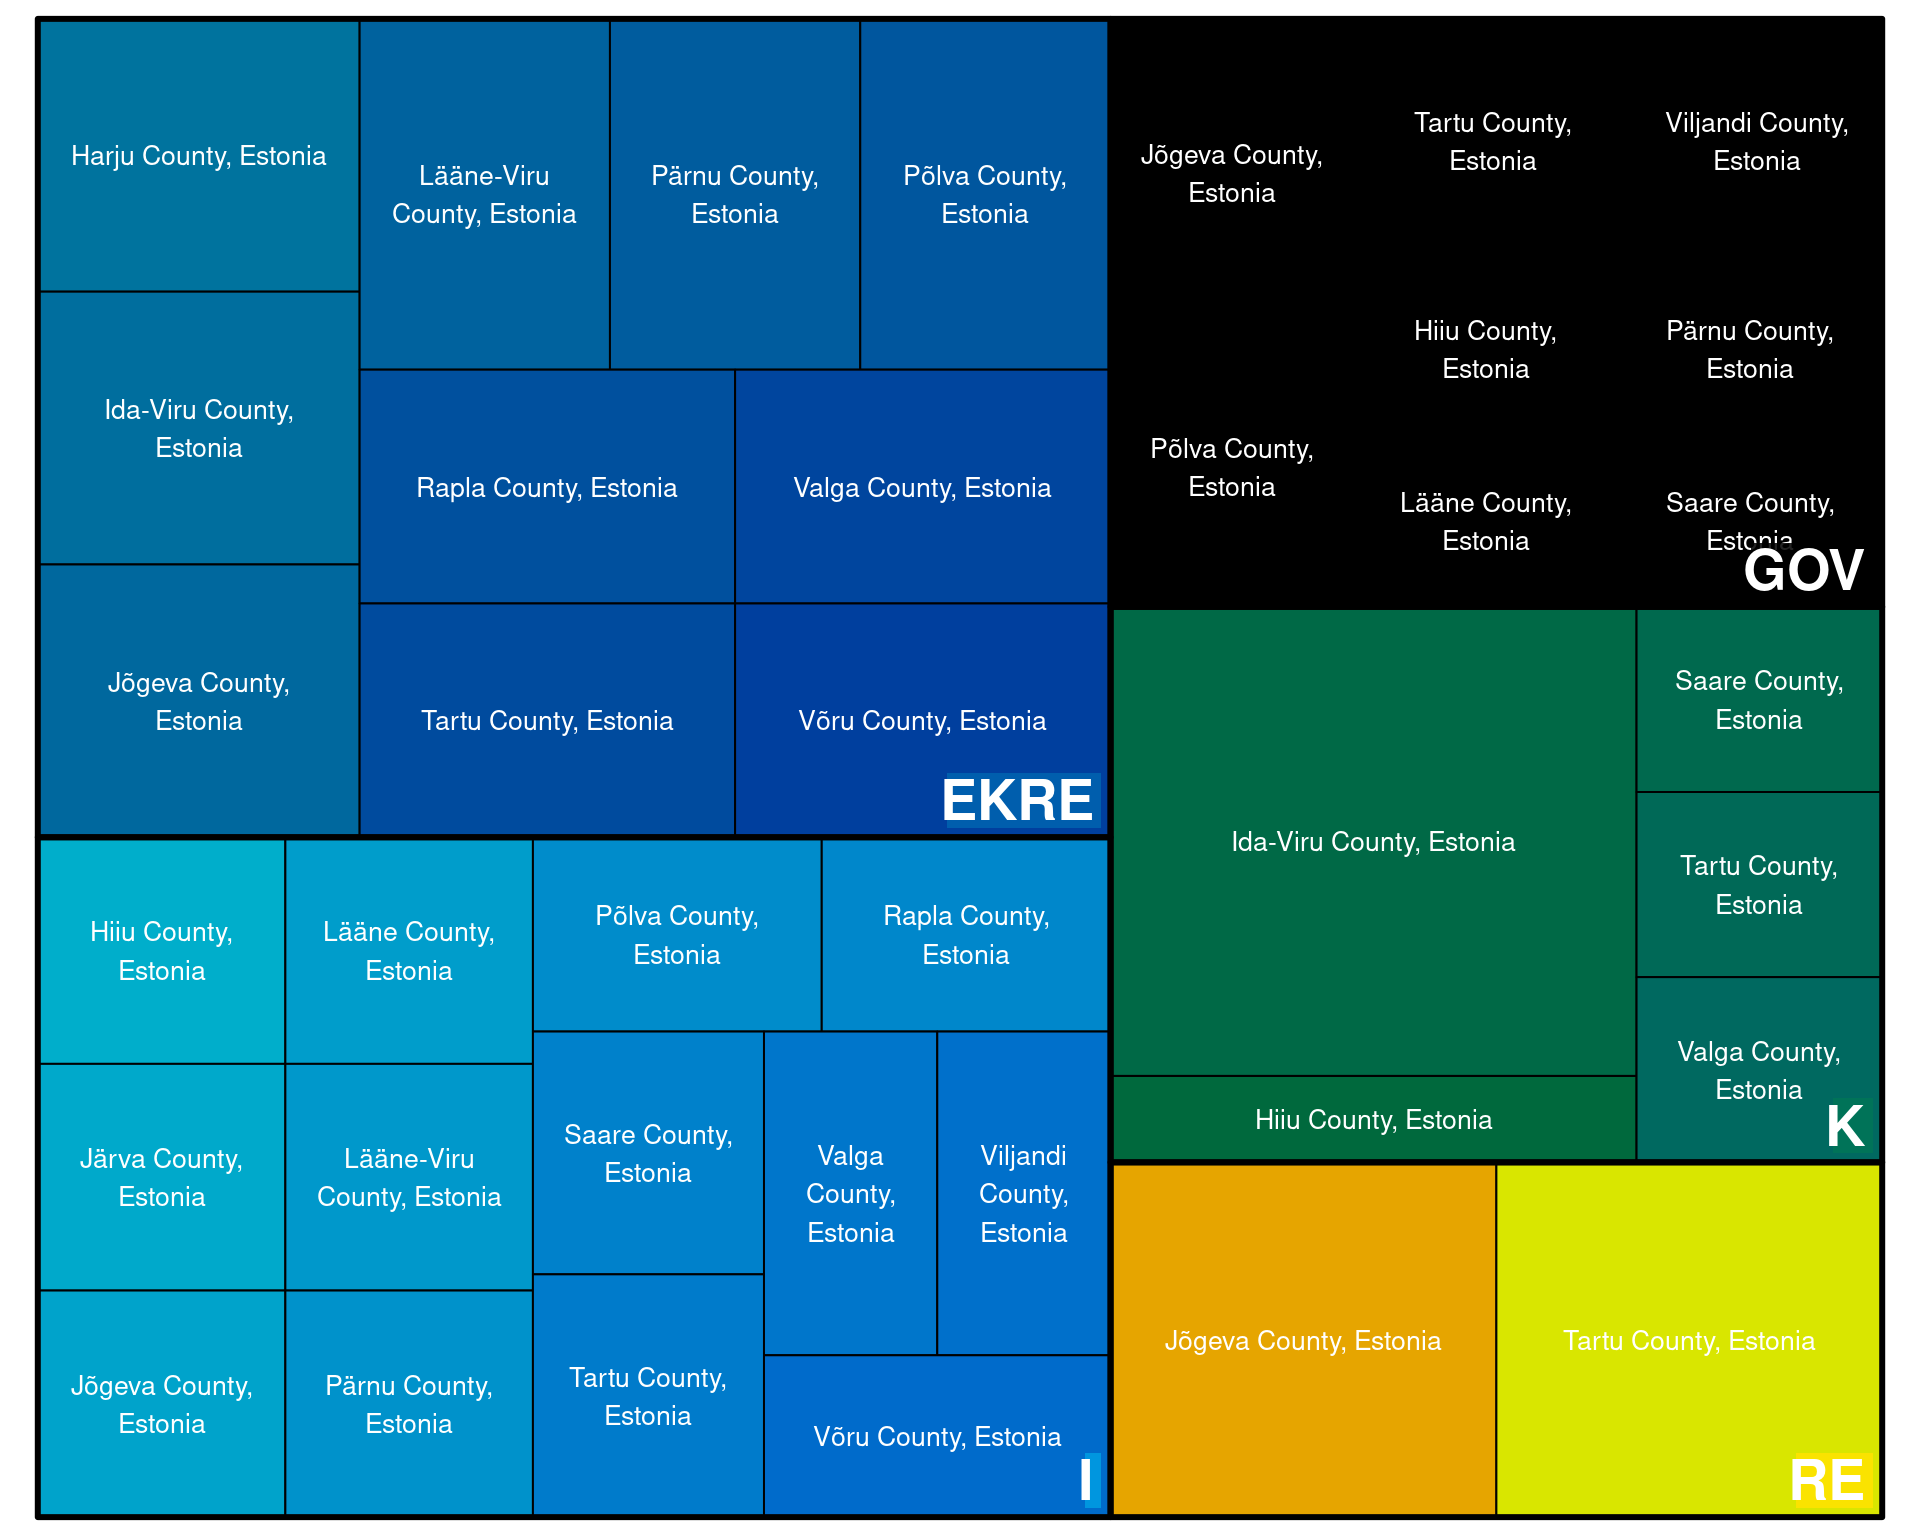 Harju County, Estonia
Ida-Viru County,
Estonia
Jõgeva County,
Estonia
Lääne-Viru
County, Estonia
Pärnu County,
Estonia
Põlva County,
Estonia
Rapla County, Estonia
Valga County, Estonia
Tartu County, Estonia
Võru County, Estonia
EKRE
Jõgeva County,
Estonia
Põlva County,
Estonia
Tartu County,
Estonia
Viljandi County,
Estonia
Hiiu County,
Estonia
Pärnu County,
Estonia
Lääne County,
Estonia
Saare County,
Estonia
GOV
Hiiu County,
Estonia
Järva County,
Estonia
Jõgeva County,
Estonia
Lääne County,
Estonia
Lääne-Viru
County, Estonia
Pärnu County,
Estonia
Põlva County,
Estonia
Rapla County,
Estonia
Saare County,
Estonia
Tartu County,
Estonia
Valga
County,
Estonia
Viljandi
County,
Estonia
Võru County, Estonia
I
Ida-Viru County, Estonia
Hiiu County, Estonia
Saare County,
Estonia
Tartu County,
Estonia
Valga County,
Estonia
K
Jõgeva County, Estonia
Tartu County, Estonia
RE